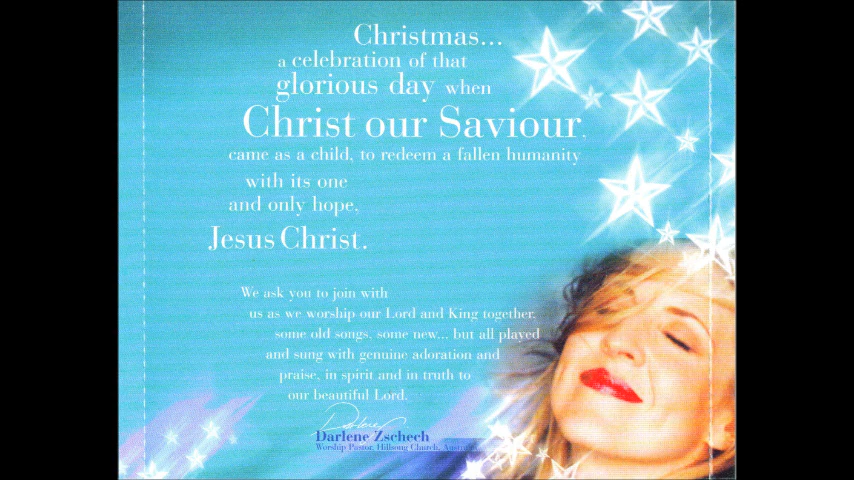 Christmas...
a celebration of that
glorious day when
Christ our Saviour,
came as a child, to redeem a fallen humanity
with its one
and only hope,
Jesus Christ.
We ask you to join with
us as we worship our Lord and King together,
some old songs, some new... but all played
and sung with genuine adoration and
praise, in spirit and in truth to
our beautiful Lord.
Darlene
Darlene Zschech
Worship Pastor, Hillsong Church, Australia